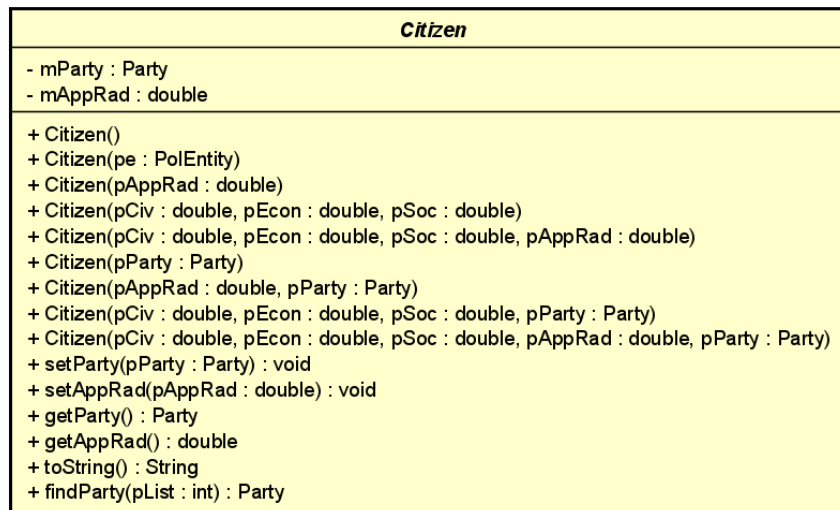 Citizen
- mParty : Party
- mAppRad : double
+ Citizen()
+ Citizen(pe : PolEntity)
+ Citizen(pAppRad : double)
+ Citizen(pCiv : double, pEcon : double, pSoc : double)
+ Citizen(pCiv : double, pEcon : double, pSoc : double, pAppRad : double)
+ Citizen(pParty : Party)
+ Citizen(pAppRad : double, pParty : Party)
+ Citizen(pCiv : double, pEcon : double, pSoc : double, pParty : Party)
+ Citizen(pCiv : double, pEcon : double, pSoc : double, pAppRad : double, pParty : Party)
+ setParty(pParty : Party) : void
+ setAppRad(pAppRad : double) : void
+ getParty() : Party
+ getAppRad() : double
+ toString() : String
+ findParty(pList : int) : Party